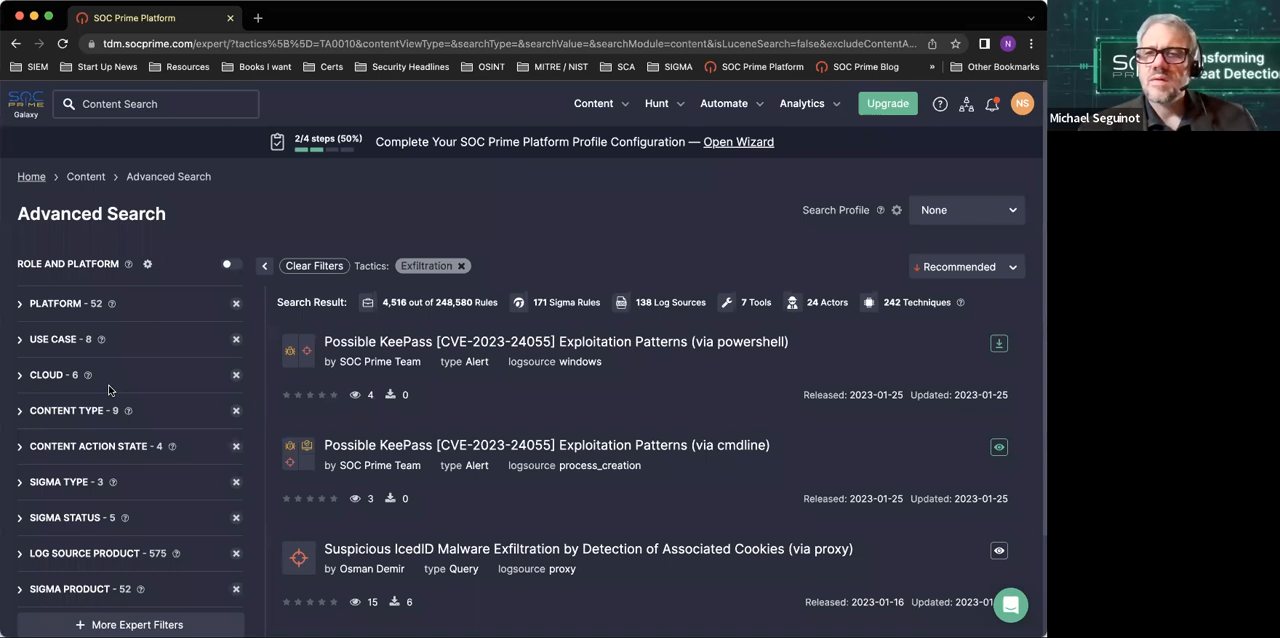 SOC Prime Platform
tdm.socprime.com/expert/?tactics%5B%5D=TA0010&contentViewType=&searchType=&searchValue=&searchModule=content&isLuceneSearch=false&excludeContentA...
SIEM Start Up News Resources Books I want Certs Security Headlines OSINT MITRE / NIST SCA SIGMA SOC Prime Platform SOC Prime Blog » Other Bookmarks
SOC PRIME
Galaxy
Content Search
Content Hunt Automate Analytics Upgrade NS
2/4 steps (50%) Complete Your SOC Prime Platform Profile Configuration — Open Wizard
Home > Content > Advanced Search
Advanced Search
Search Profile None
ROLE AND PLATFORM
Clear Filters Tactics: Exfiltration Recommended
PLATFORM - 52
Search Result: 4,516 out of 248,580 Rules 171 Sigma Rules 138 Log Sources 7 Tools 24 Actors 242 Techniques
USE CASE - 8
CLOUD - 6
CONTENT TYPE - 9
CONTENT ACTION STATE - 4
SIGMA TYPE - 3
SIGMA STATUS - 5
LOG SOURCE PRODUCT - 575
SIGMA PRODUCT - 52
+ More Expert Filters
Possible KeePass [CVE-2023-24055] Exploitation Patterns (via powershell)
by SOC Prime Team type Alert logsource windows
4 0 Released: 2023-01-25 Updated: 2023-01-25
Possible KeePass [CVE-2023-24055] Exploitation Patterns (via cmdline)
by SOC Prime Team type Alert logsource process_creation
3 0 Released: 2023-01-25 Updated: 2023-01-25
Suspicious IcedID Malware Exfiltration by Detection of Associated Cookies (via proxy)
by Osman Demir type Query logsource proxy
15 6 Released: 2023-01-16 Updated: 2023-01
Michael Seguinot